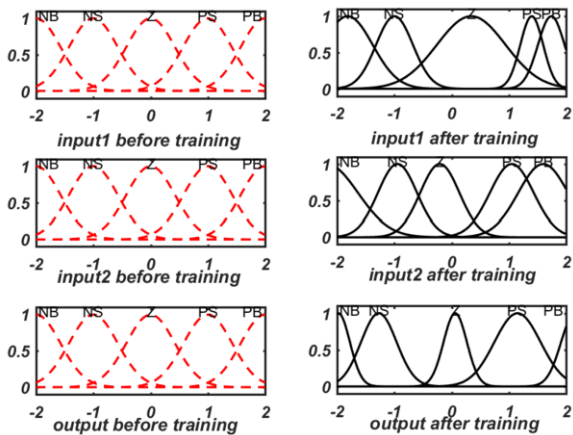 NB NS Z PS PB
1
0.5
0
-2 -1 0 1 2
input1 before training
NB NS Z PS PB
1
0.5
0
-2 -1 0 1 2
input1 after training
NB NS Z PS PB
1
0.5
0
-2 -1 0 1 2
input2 before training
NB NS Z PS PB
1
0.5
0
-2 -1 0 1 2
input2 after training
NB NS Z PS PB
1
0.5
0
-2 -1 0 1 2
output before training
NB NS Z PS PB
1
0.5
0
-2 -1 0 1 2
output after training